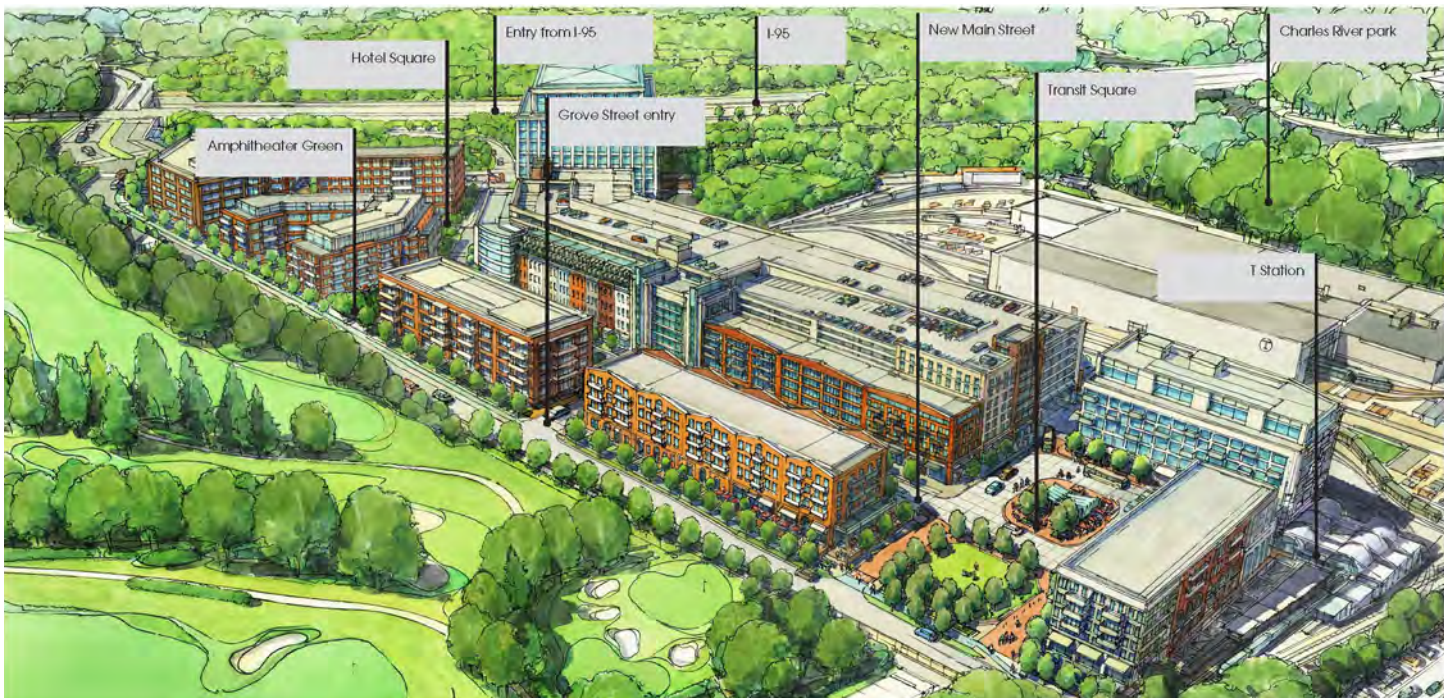 Entry from I-95
I-95
New Main Street
Charles River park
Hotel Square
Transit Square
Grove Street entry
Amphitheater Green
T Station